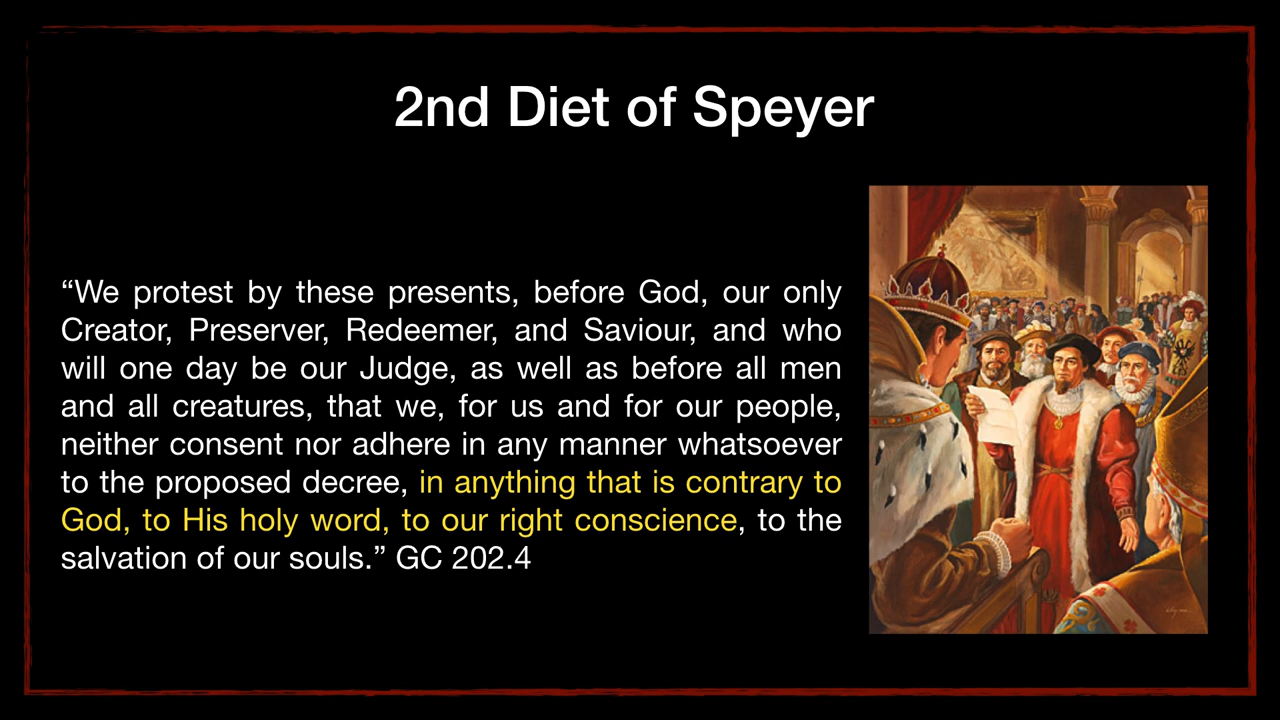 2nd Diet of Speyer
“We protest by these presents, before God, our only
Creator, Preserver, Redeemer, and Saviour, and who
will one day be our Judge, as well as before all men
and all creatures, that we, for us and for our people,
neither consent nor adhere in any manner whatsoever
to the proposed decree, in anything that is contrary to
God, to His holy word, to our right conscience, to the
salvation of our souls.” GC 202.4